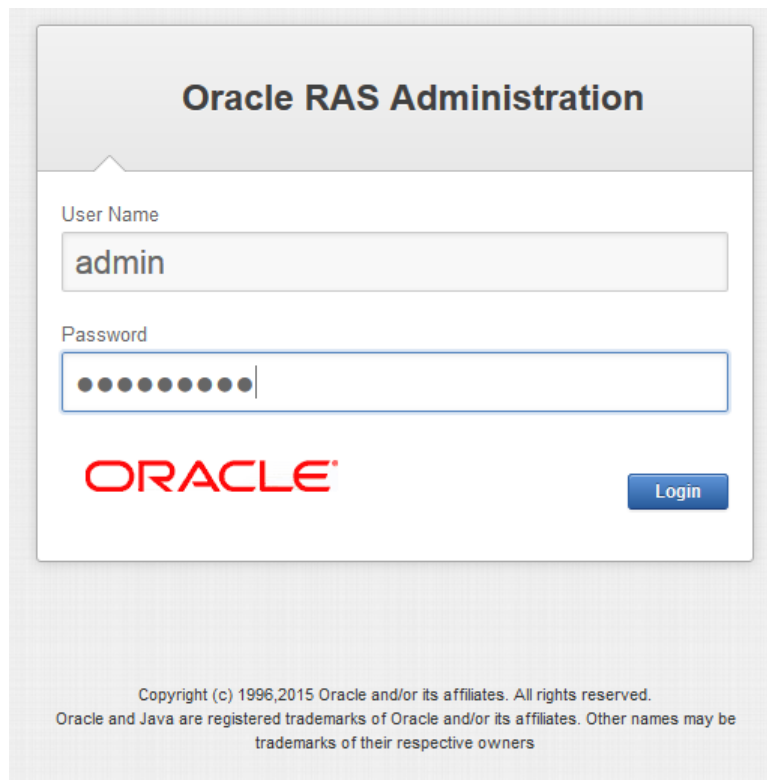 Oracle RAS Administration
User Name
admin
Password
●●●●●●●●●
ORACLE®
Login
Copyright (c) 1996,2015 Oracle and/or its affiliates. All rights reserved.
Oracle and Java are registered trademarks of Oracle and/or its affiliates. Other names may be
trademarks of their respective owners